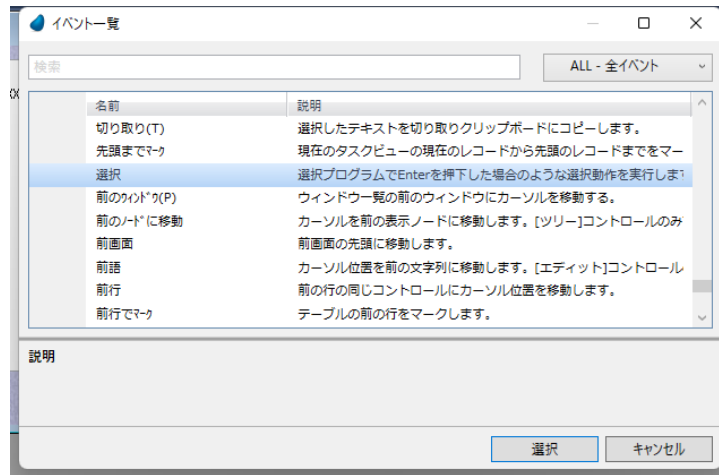 イベント一覧
検索
ALL - 全イベント
名前 説明
切り取り(T) 選択したテキストを切り取りクリップボードにコピーします。
先頭までﾏｰｸ 現在のタスクビューの現在のレコードから先頭のレコードまでをマー
選択 選択プログラムでEnterを押下した場合のような選択動作を実行しま
前のｳｨﾝﾄﾞｳ(P) ウィンドウ一覧の前のウィンドウにカーソルを移動する。
前のﾉｰﾄﾞに移動 カーソルを前の表示ノードに移動します。[ツリー]コントロールのみ
前画面 前画面の先頭に移動します。
前語 カーソル位置を前の文字列に移動します。[エディット]コントロール
前行 前の行の同じコントロールにカーソル位置を移動します。
前行でﾏｰｸ テーブルの前の行をマークします。
説明
選択 キャンセル